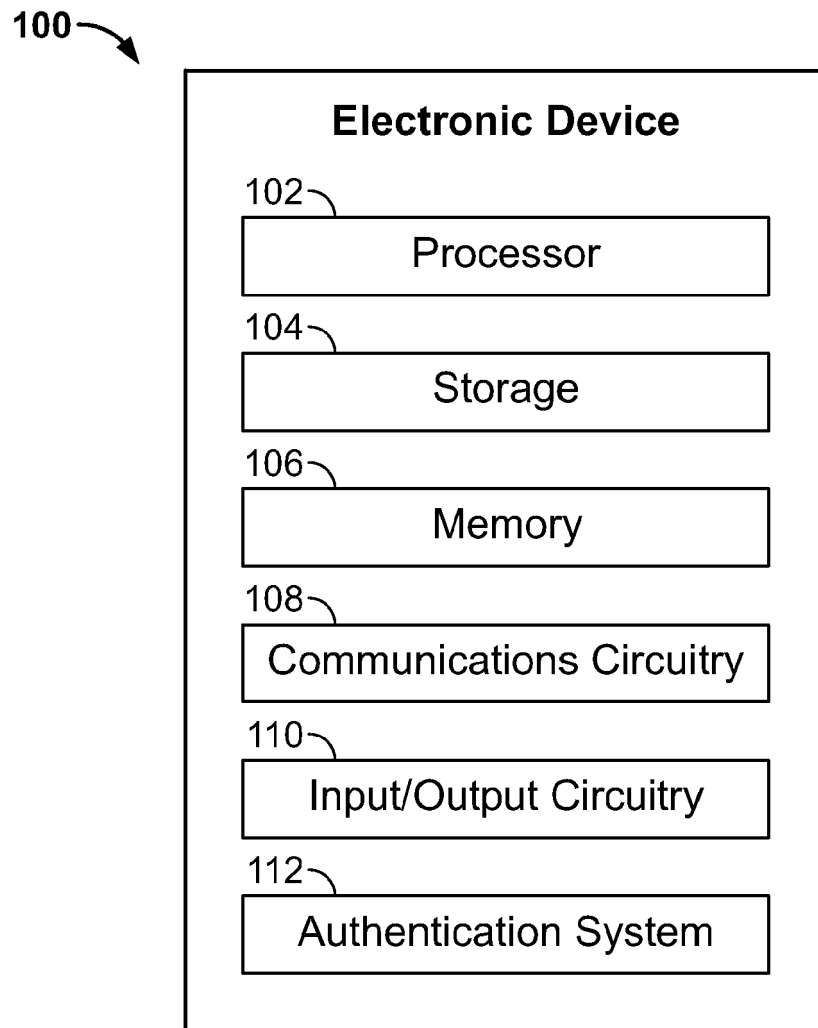 100
Electronic Device
102
Processor
104
Storage
106
Memory
108
Communications Circuitry
110
Input/Output Circuitry
112
Authentication System